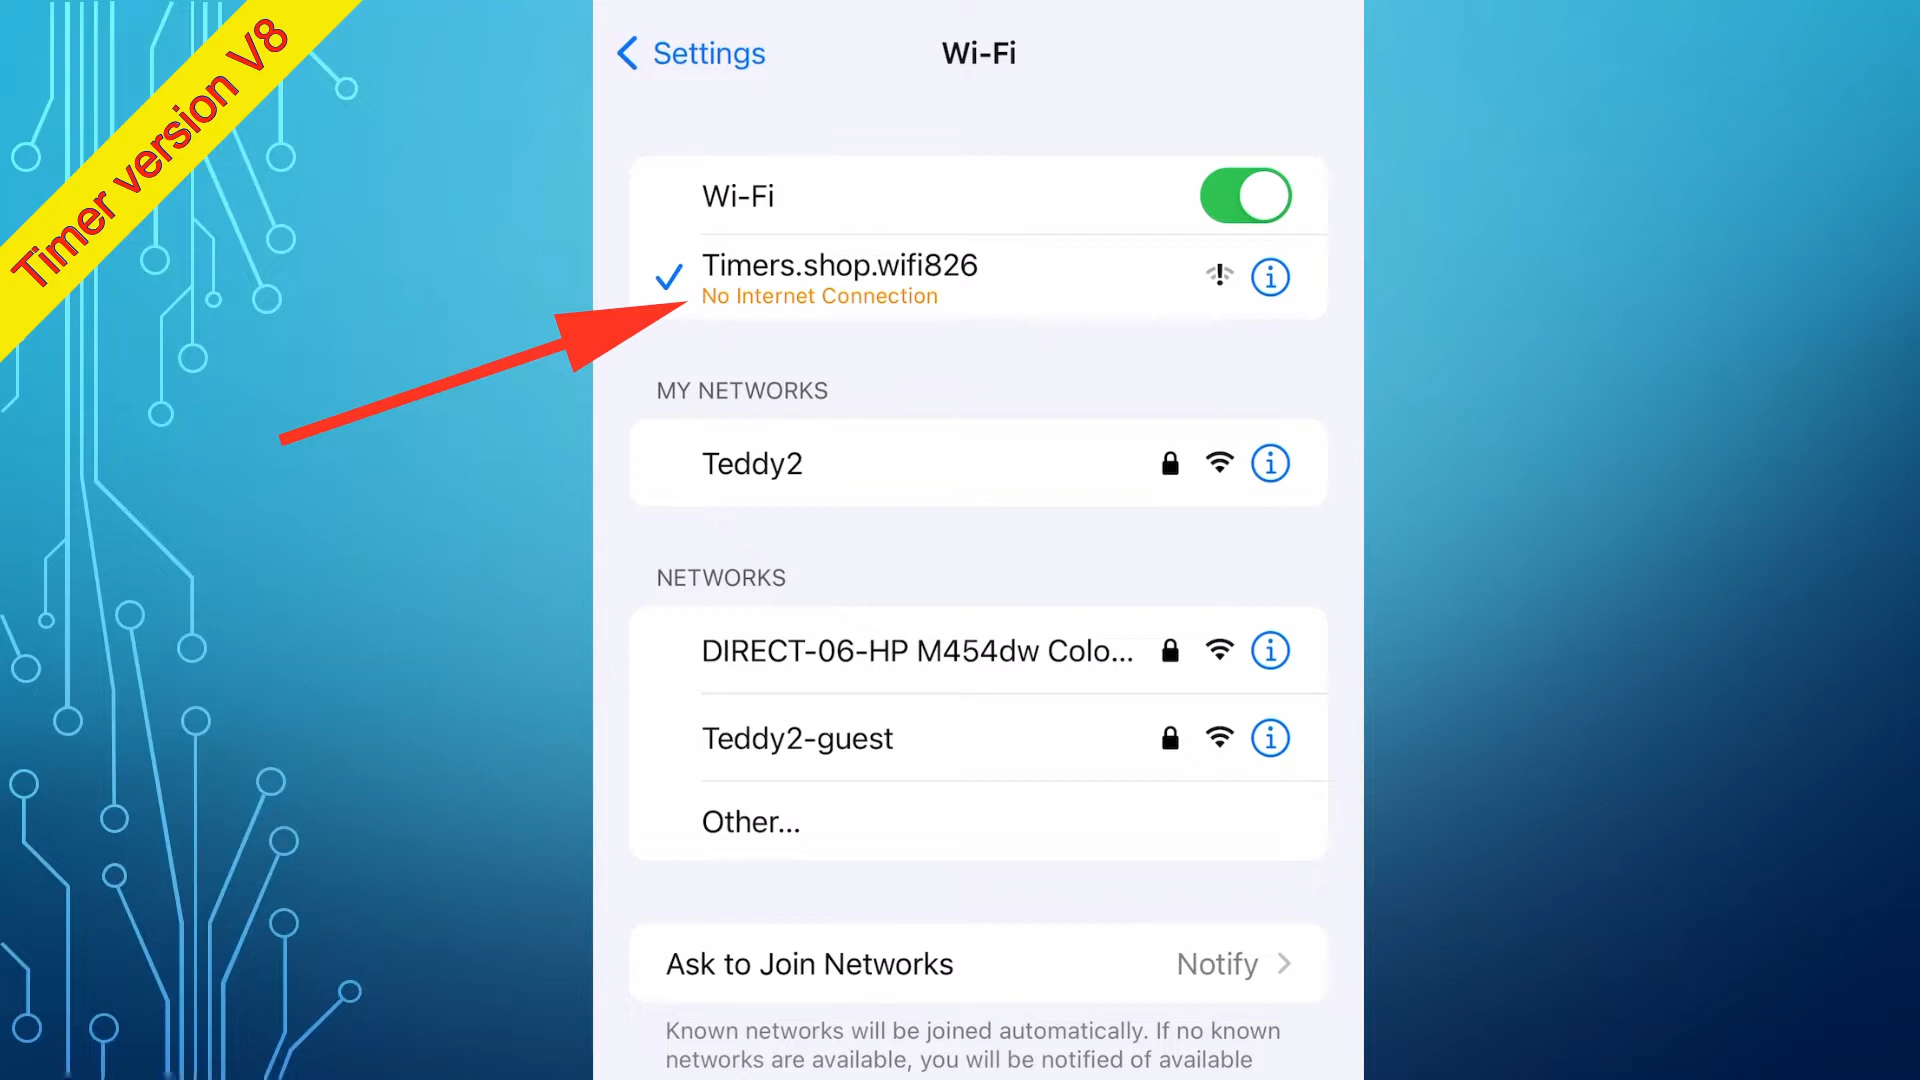 Timer version V8
Settings
Wi-Fi
Wi-Fi
Timers.shop.wifi826
No Internet Connection
MY NETWORKS
Teddy2
NETWORKS
DIRECT-06-HP M454dw Colo...
Teddy2-guest
Other...
Ask to Join Networks Notify
Known networks will be joined automatically. If no known
networks are available, you will be notified of available